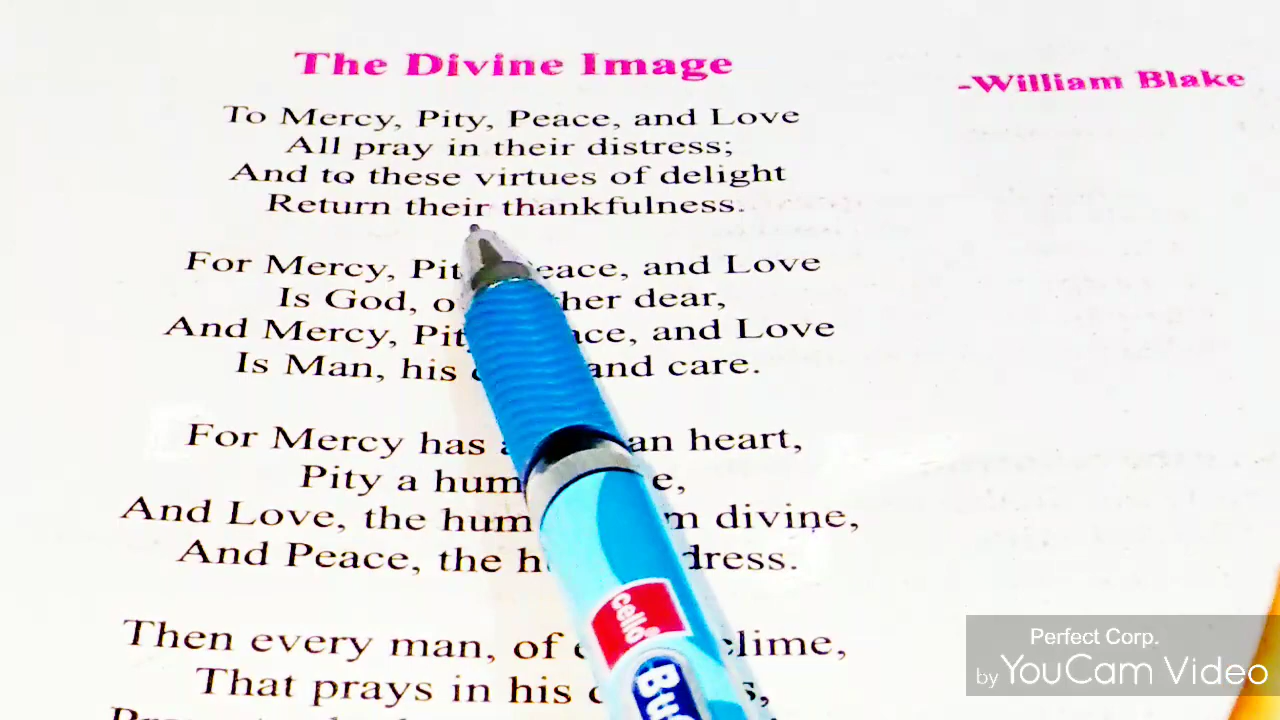 The Divine Image
-William Blake
To Mercy, Pity, Peace, and Love
All pray in their distress;
And to these virtues of delight
Return their thankfulness.
For Mercy, Pit eace, and Love
Is God, o her dear,
And Mercy, Pit ce, and Love
Is Man, his and care.
For Mercy has an heart,
Pity a hum e,
And Love, the hum m divine,
And Peace, the h dress.
Then every man, of clime,
That prays in his
cello
Perfect Corp.
by YouCam Video